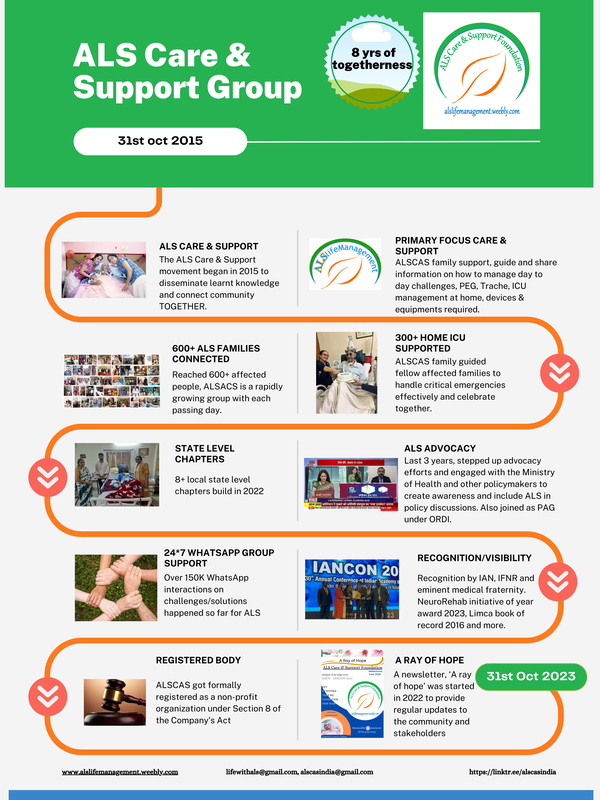 ALS Care &
Support Group
8 yrs of
togetherness
ALS Care & Support Foundation
alslifemanagement.weebly.com
31st oct 2015
ALS CARE & SUPPORT
The ALS Care & Support
movement began in 2015 to
disseminate learnt knowledge
and connect community
TOGETHER.
ALSLifeManagement
PRIMARY FOCUS CARE &
SUPPORT
ALSCAS family support, guide and share
information on how to manage day to
day challenges, PEG, Trache, ICU
management at home, devices &
equipments required.
600+ ALS FAMILIES
CONNECTED
Reached 600+ affected
people, ALSACS is a rapidly
growing group with each
passing day.
300+ HOME ICU
SUPPORTED
ALSCAS family guided
fellow affected families to
handle critical emergencies
effectively and celebrate
together.
STATE LEVEL
CHAPTERS
8+ local state level
chapters build in 2022
ALS ADVOCACY
Last 3 years, stepped up advocacy
efforts and engaged with the Ministry
of Health and other policymakers to
create awareness and include ALS in
policy discussions. Also joined as PAG
under ORDI.
24*7 WHATSAPP GROUP
SUPPORT
Over 150K WhatsApp
interactions on
challenges/solutions
happened so far for ALS
IANCON 20
30th Annual Conference of Indian Academy
RECOGNITION/VISIBILITY
Recognition by IAN, IFNR and
eminent medical fraternity.
NeuroRehab initiative of year
award 2023, Limca book of
record 2016 and more.
REGISTERED BODY
ALSCAS got formally
registered as a non-profit
organization under Section 8 of
the Company's Act
A Ray of Hope
ALS Care & Support Foundation
A RAY OF HOPE
A newsletter, 'A ray
of hope' was started
in 2022 to provide
regular updates to
the community and
stakeholders
31st Oct 2023
www.alslifemanagement.weebly.com
lifewithals@gmail.com, alscasindia@gmail.com
https://linktr.ee/alscasindia